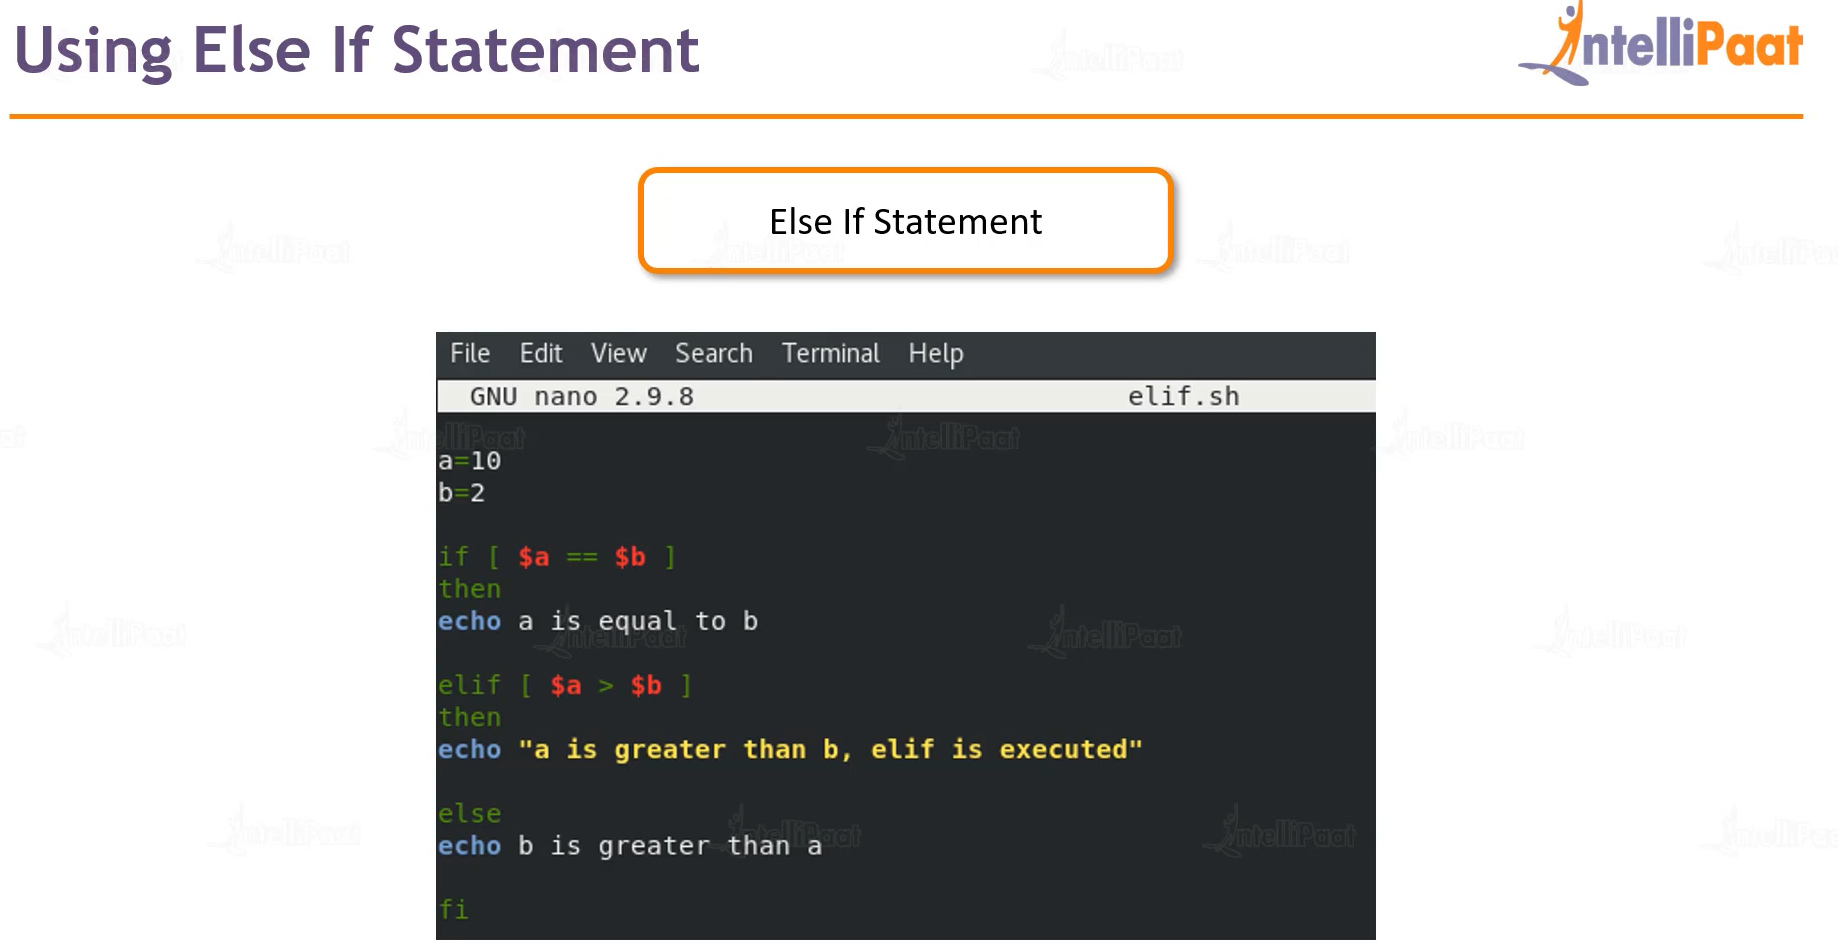 Using Else If Statement
IntelliPaat
Else If Statement
File Edit View Search Terminal Help
GNU nano 2.9.8 elif.sh
a=10
b=2
if [ $a == $b ]
then
echo a is equal to b
elif [ $a > $b ]
then
echo "a is greater than b, elif is executed"
else
echo b is greater than a
fi